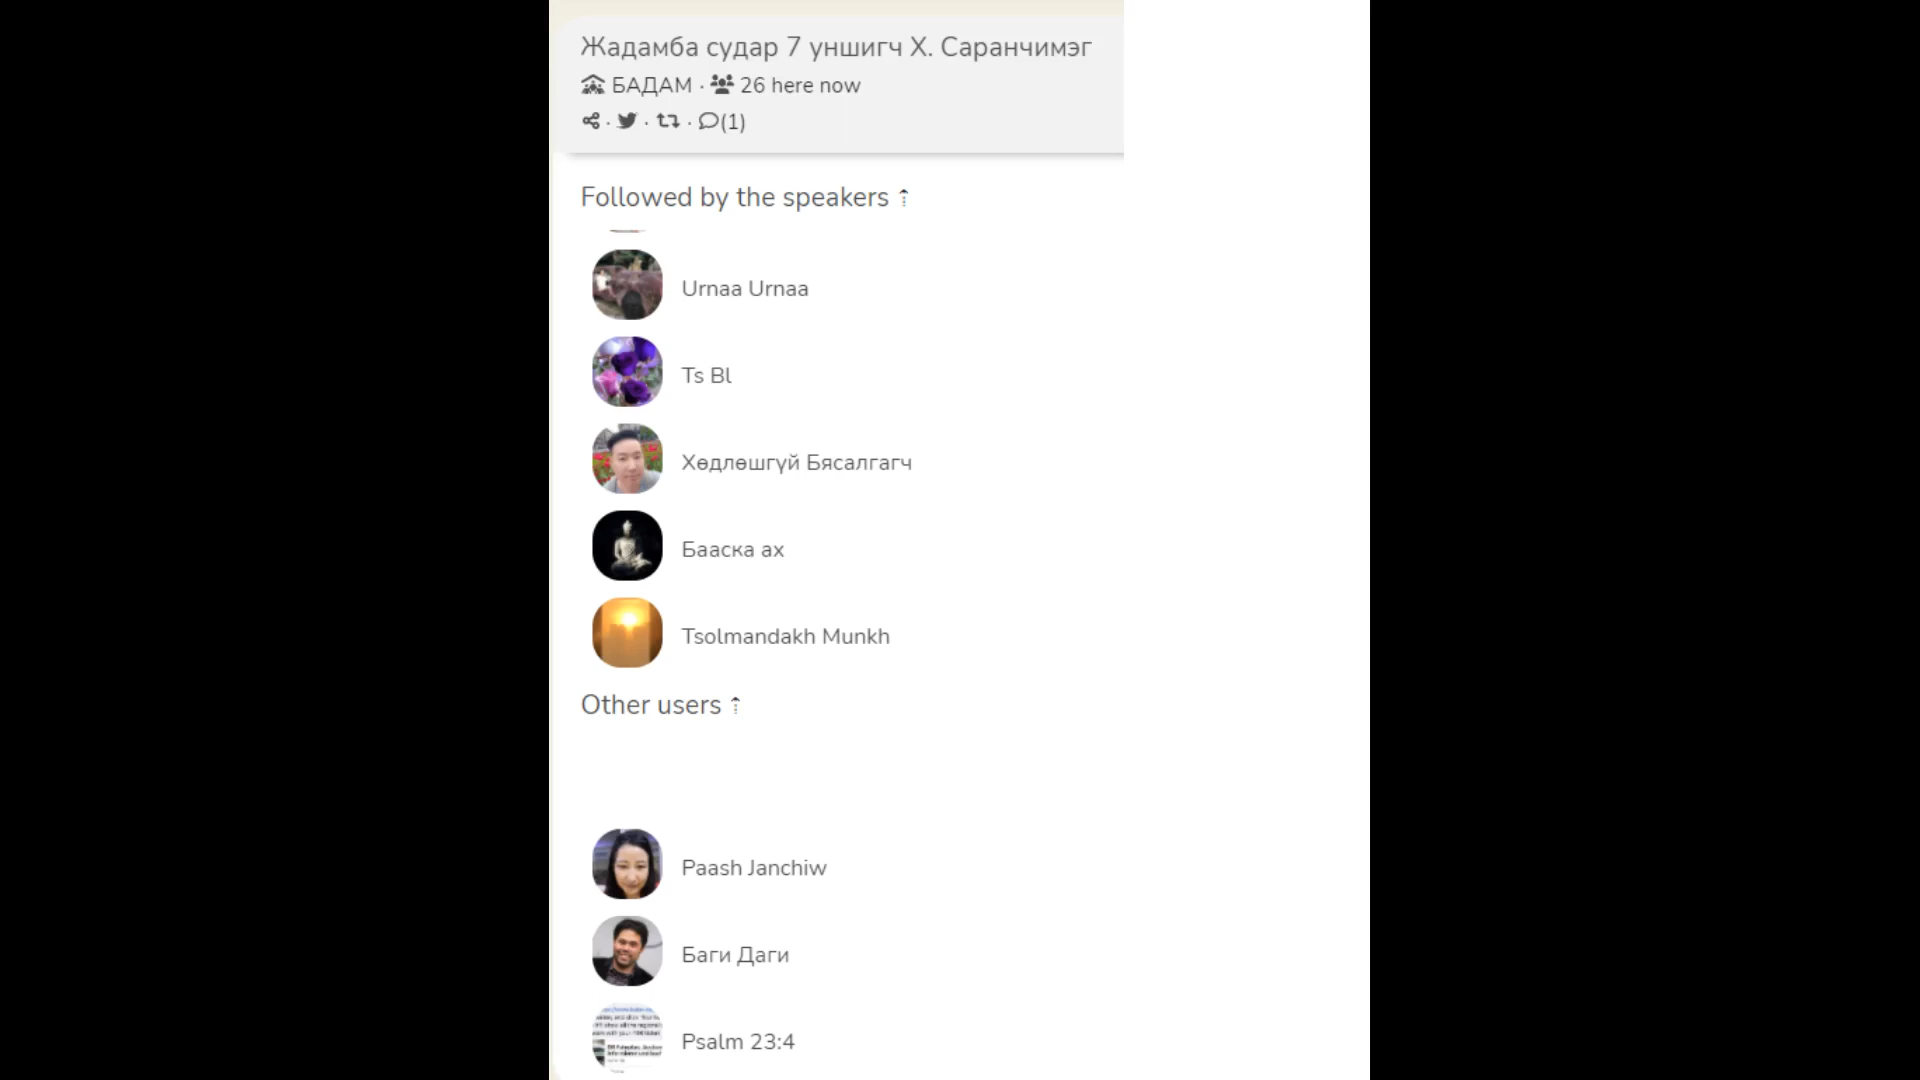 Жадамба судар 7 уншигч Х. Саранчимэг
БАДАМ · 26 here now
· · · (1)
Followed by the speakers
Urnaa Urnaa
Ts Bl
Хөдлөшгүй Бясалгагч
Бааска ах
Tsolmandakh Munkh
Other users
Paash Janchiw
Баги Даги
Psalm 23:4